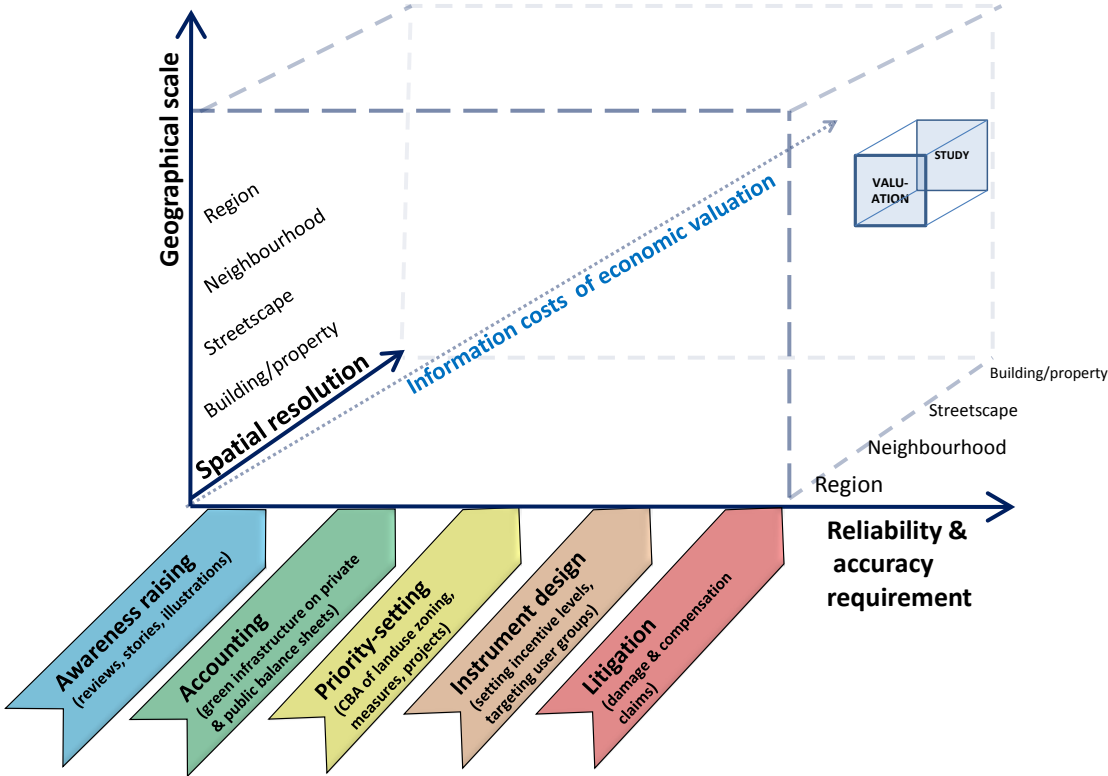 Geographical scale
Region
Neighbourhood
Streetscape
Building/property
Spatial resolution
Information costs of economic valuation
VALU-
ATION
STUDY
Building/property
Streetscape
Neighbourhood
Region
Reliability &
accuracy
requirement
Awareness raising
(reviews, stories, illustrations)
Accounting
(green infrastructure on private
& public balance sheets)
Priority-setting
(CBA of landuse zoning,
measures, projects)
Instrument design
(setting incentive levels,
targeting user groups)
Litigation
(damage & compensation
claims)